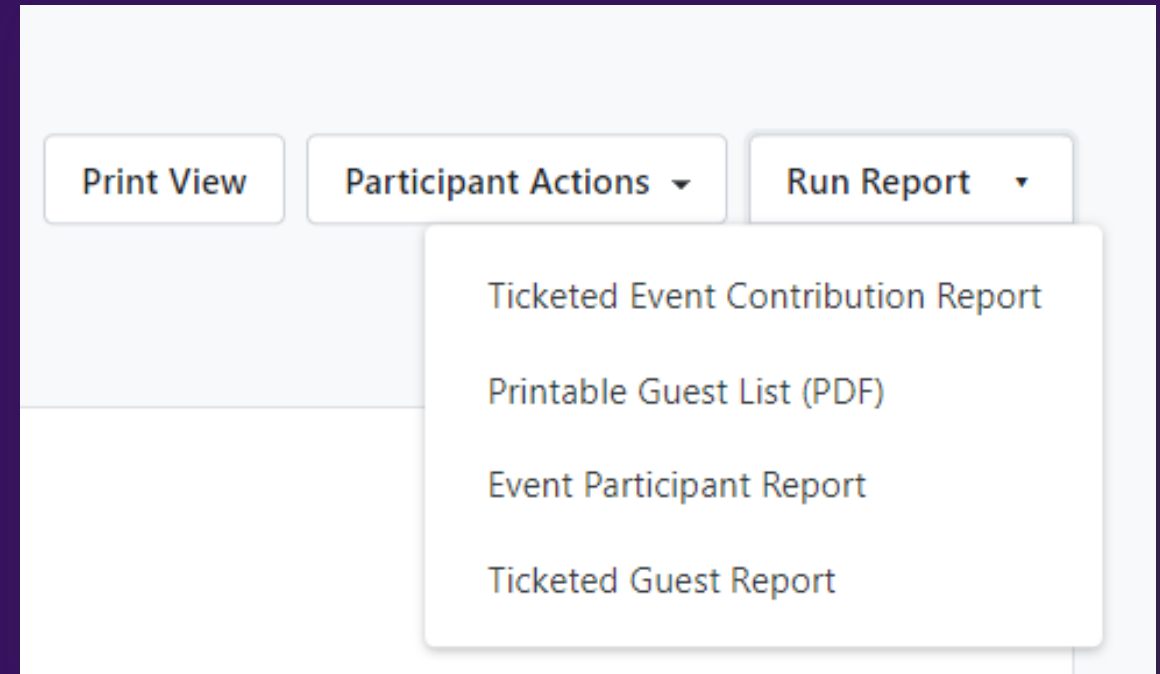 Print View
Participant Actions
Run Report
Ticketed Event Contribution Report
Printable Guest List (PDF)
Event Participant Report
Ticketed Guest Report